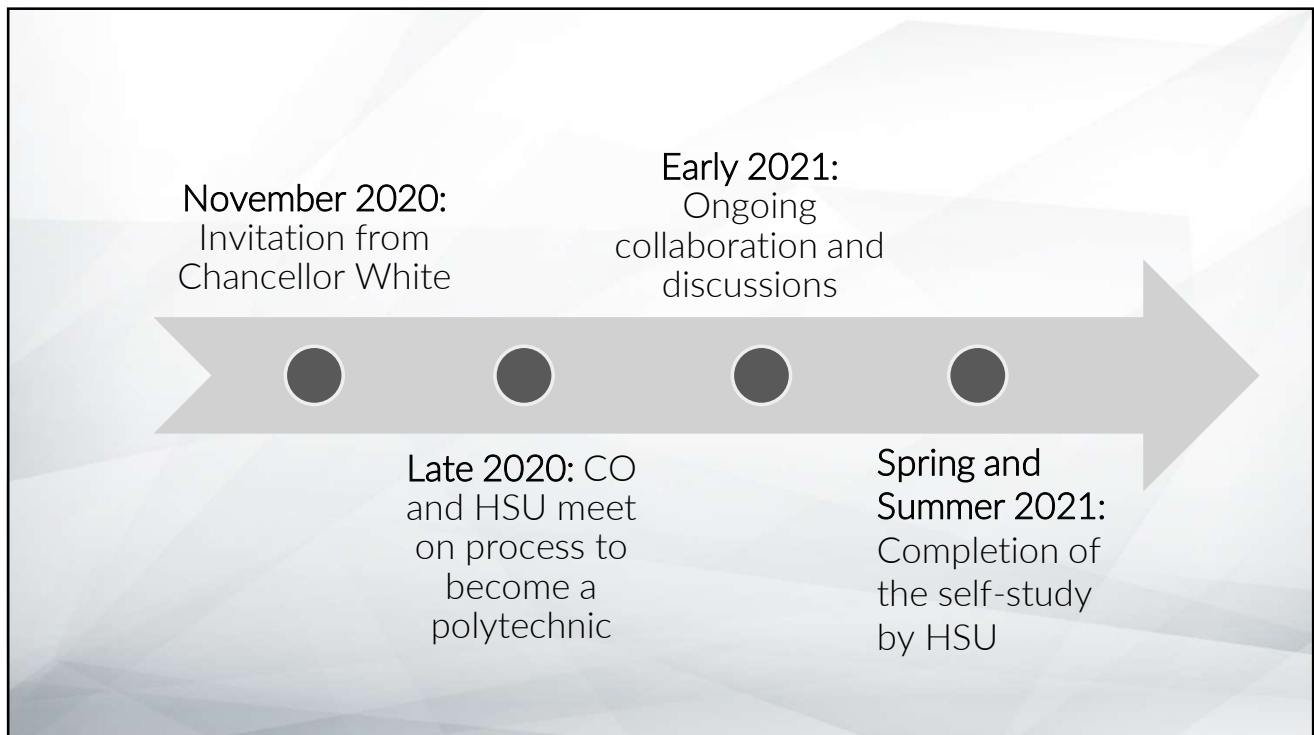 November 2020:
Invitation from
Chancellor White
Late 2020: CO
and HSU meet
on process to
become a
polytechnic
Early 2021:
Ongoing
collaboration and
discussions
Spring and
Summer 2021:
Completion of
the self-study
by HSU